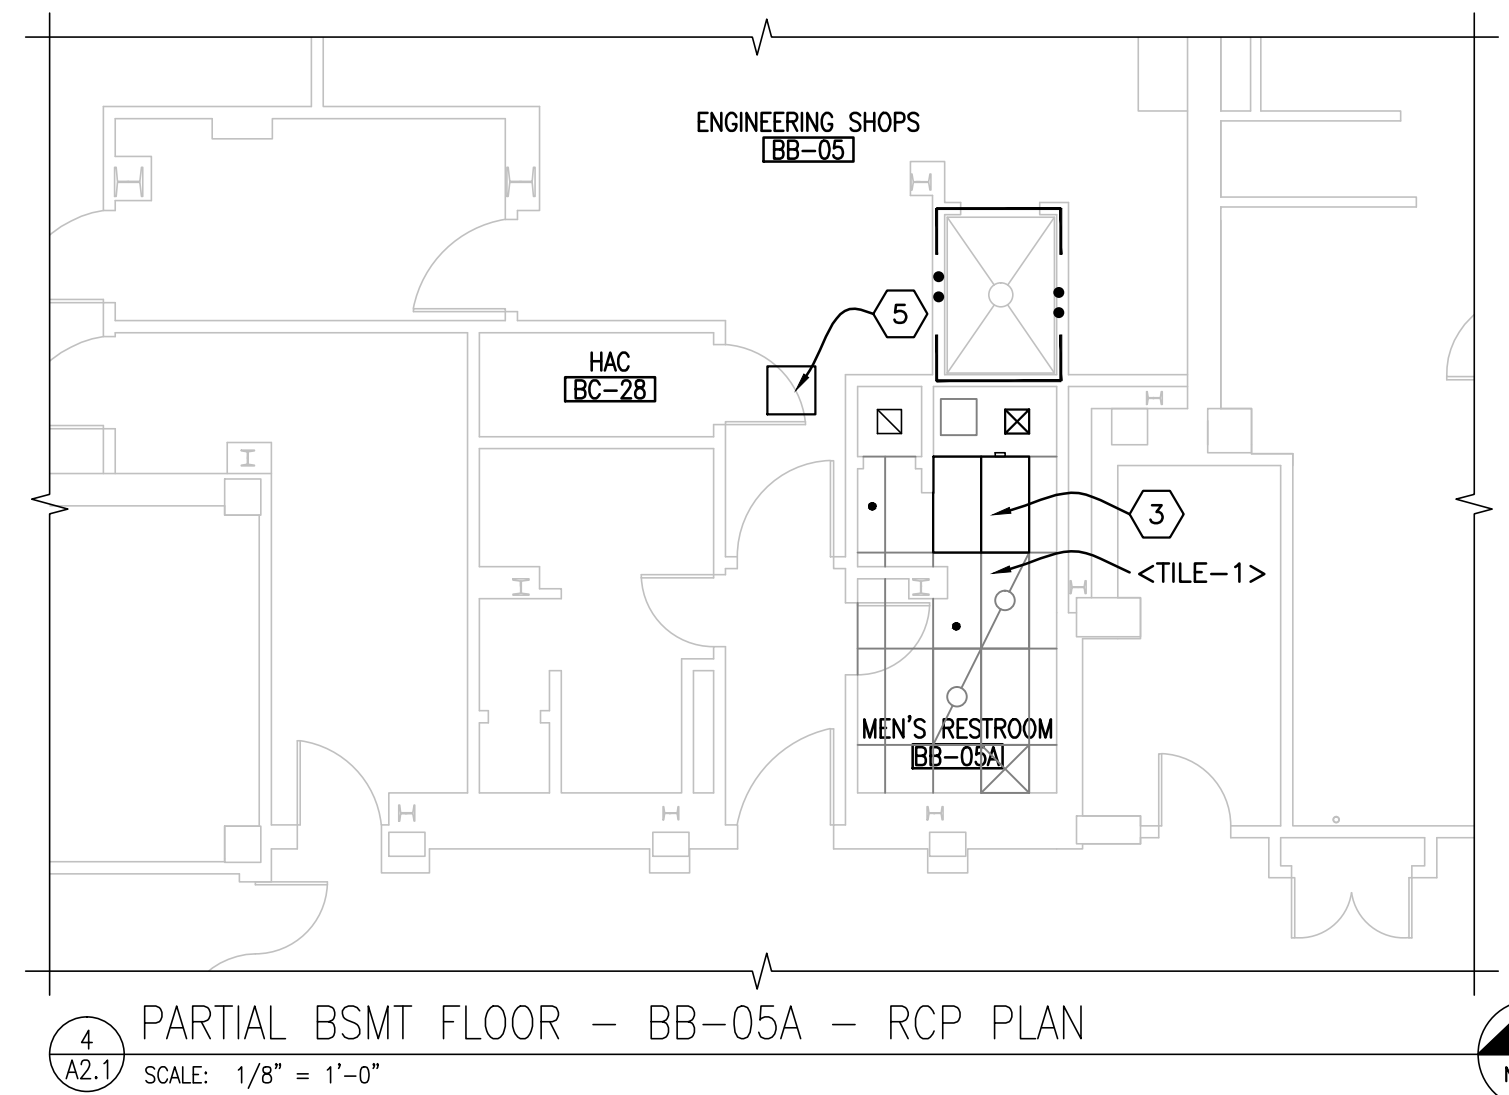 ENGINEERING SHOPS
BB-05
5
HAC
BC-28
3
<TILE-1>
MEN'S RESTROOM
BB-05A
4
A2.1
PARTIAL BSMT FLOOR - BB-05A - RCP PLAN
SCALE: 1/8" = 1'-0"